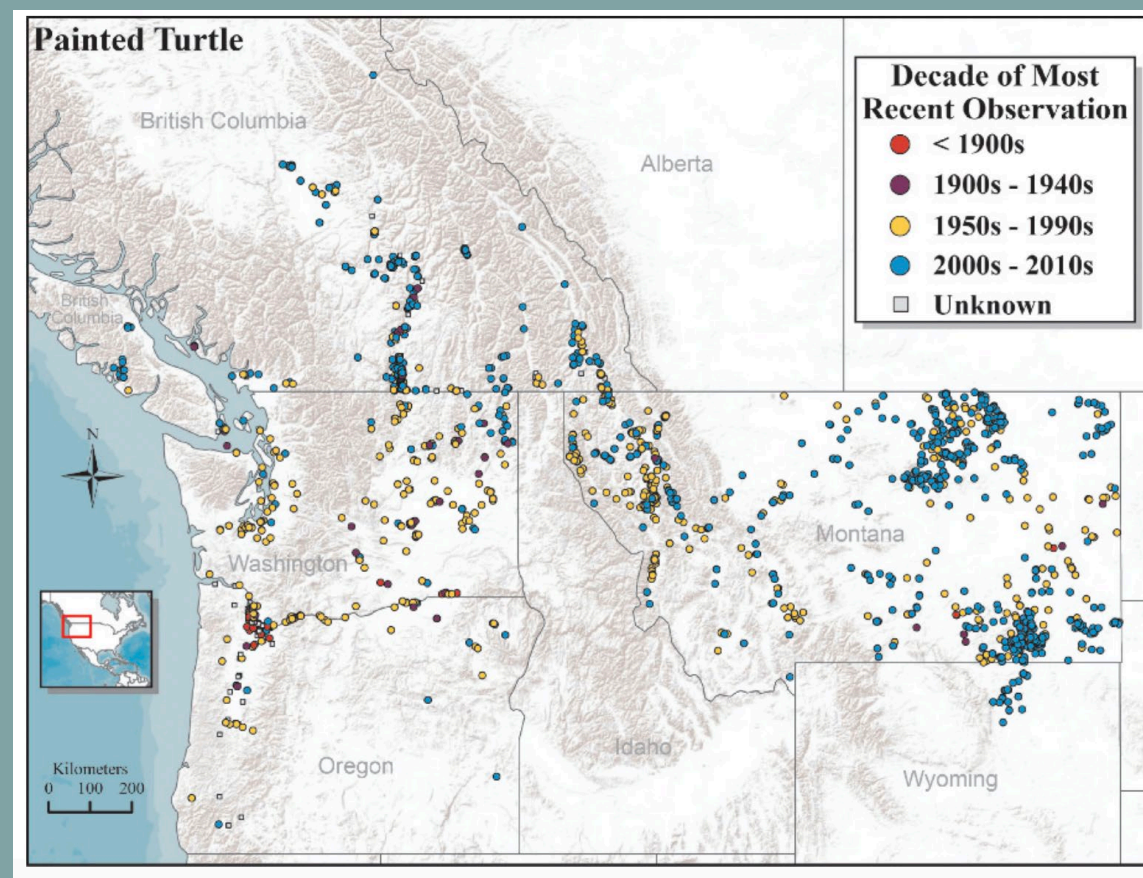 Painted Turtle
Decade of Most
Recent Observation
< 1900s
1900s - 1940s
1950s - 1990s
2000s - 2010s
Unknown
British Columbia
Alberta
British
Columbia
N
Montana
Washington
Idaho
Oregon
Wyoming
Kilometers
0 100 200